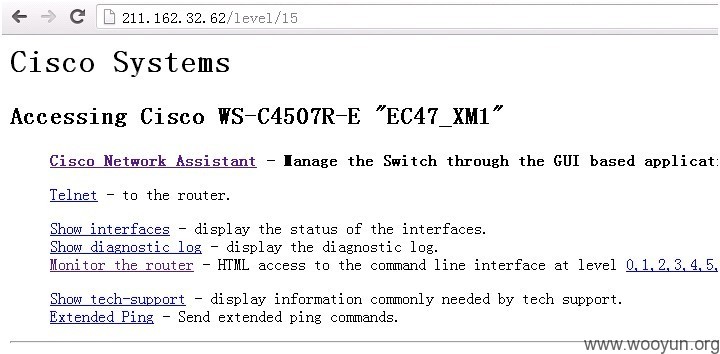 211.162.32.62/level/15
Cisco Systems
Accessing Cisco WS-C4507R-E "EC47_XM1"
Cisco Network Assistant - Manage the Switch through the GUI based applicati
Telnet - to the router.
Show interfaces - display the status of the interfaces.
Show diagnostic log - display the diagnostic log.
Monitor the router - HTML access to the command line interface at level 0,1,2,3,4,5,
Show tech-support - display information commonly needed by tech support.
Extended Ping - Send extended ping commands.
www.wooyun.org